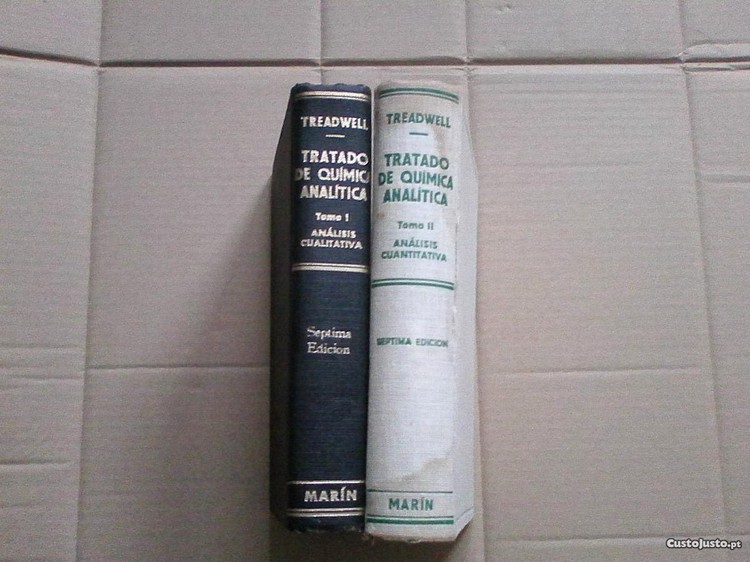 TREADWELL
TRATADO
DE QUÍMICA
ANALÍTICA
Tomo I
ANÁLISIS
CUALITATIVA
Septima
Edicion
MARÍN
TREADWELL
TRATADO
DE QUIMICA
ANALÍTICA
Tomo II
ANÁLISIS
CUANTITATIVA
SEPTIMA EDICION
MARÍN
CustoJusto.pt